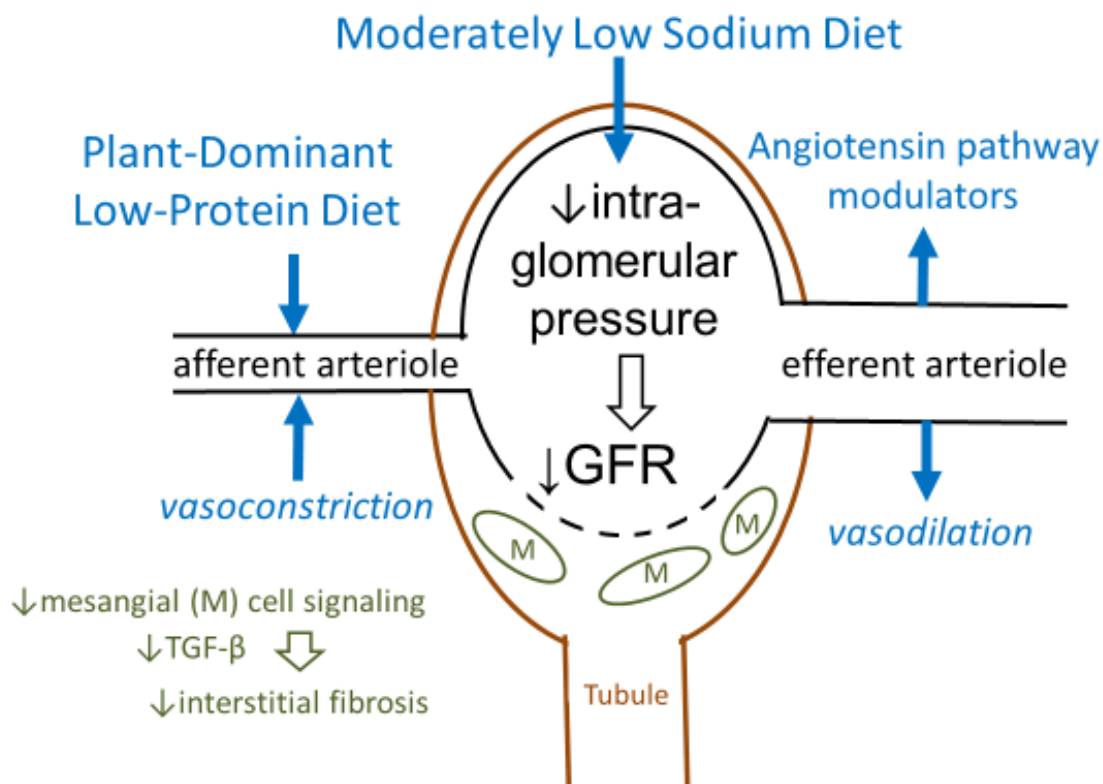 Moderately Low Sodium Diet
Plant-Dominant
Low-Protein Diet
Angiotensin pathway
modulators
↓intra-
glomerular
pressure
afferent arteriole
efferent arteriole
↓GFR
vasoconstriction
vasodilation
M
M
M
↓mesangial (M) cell signaling
↓TGF-β
↓interstitial fibrosis
Tubule